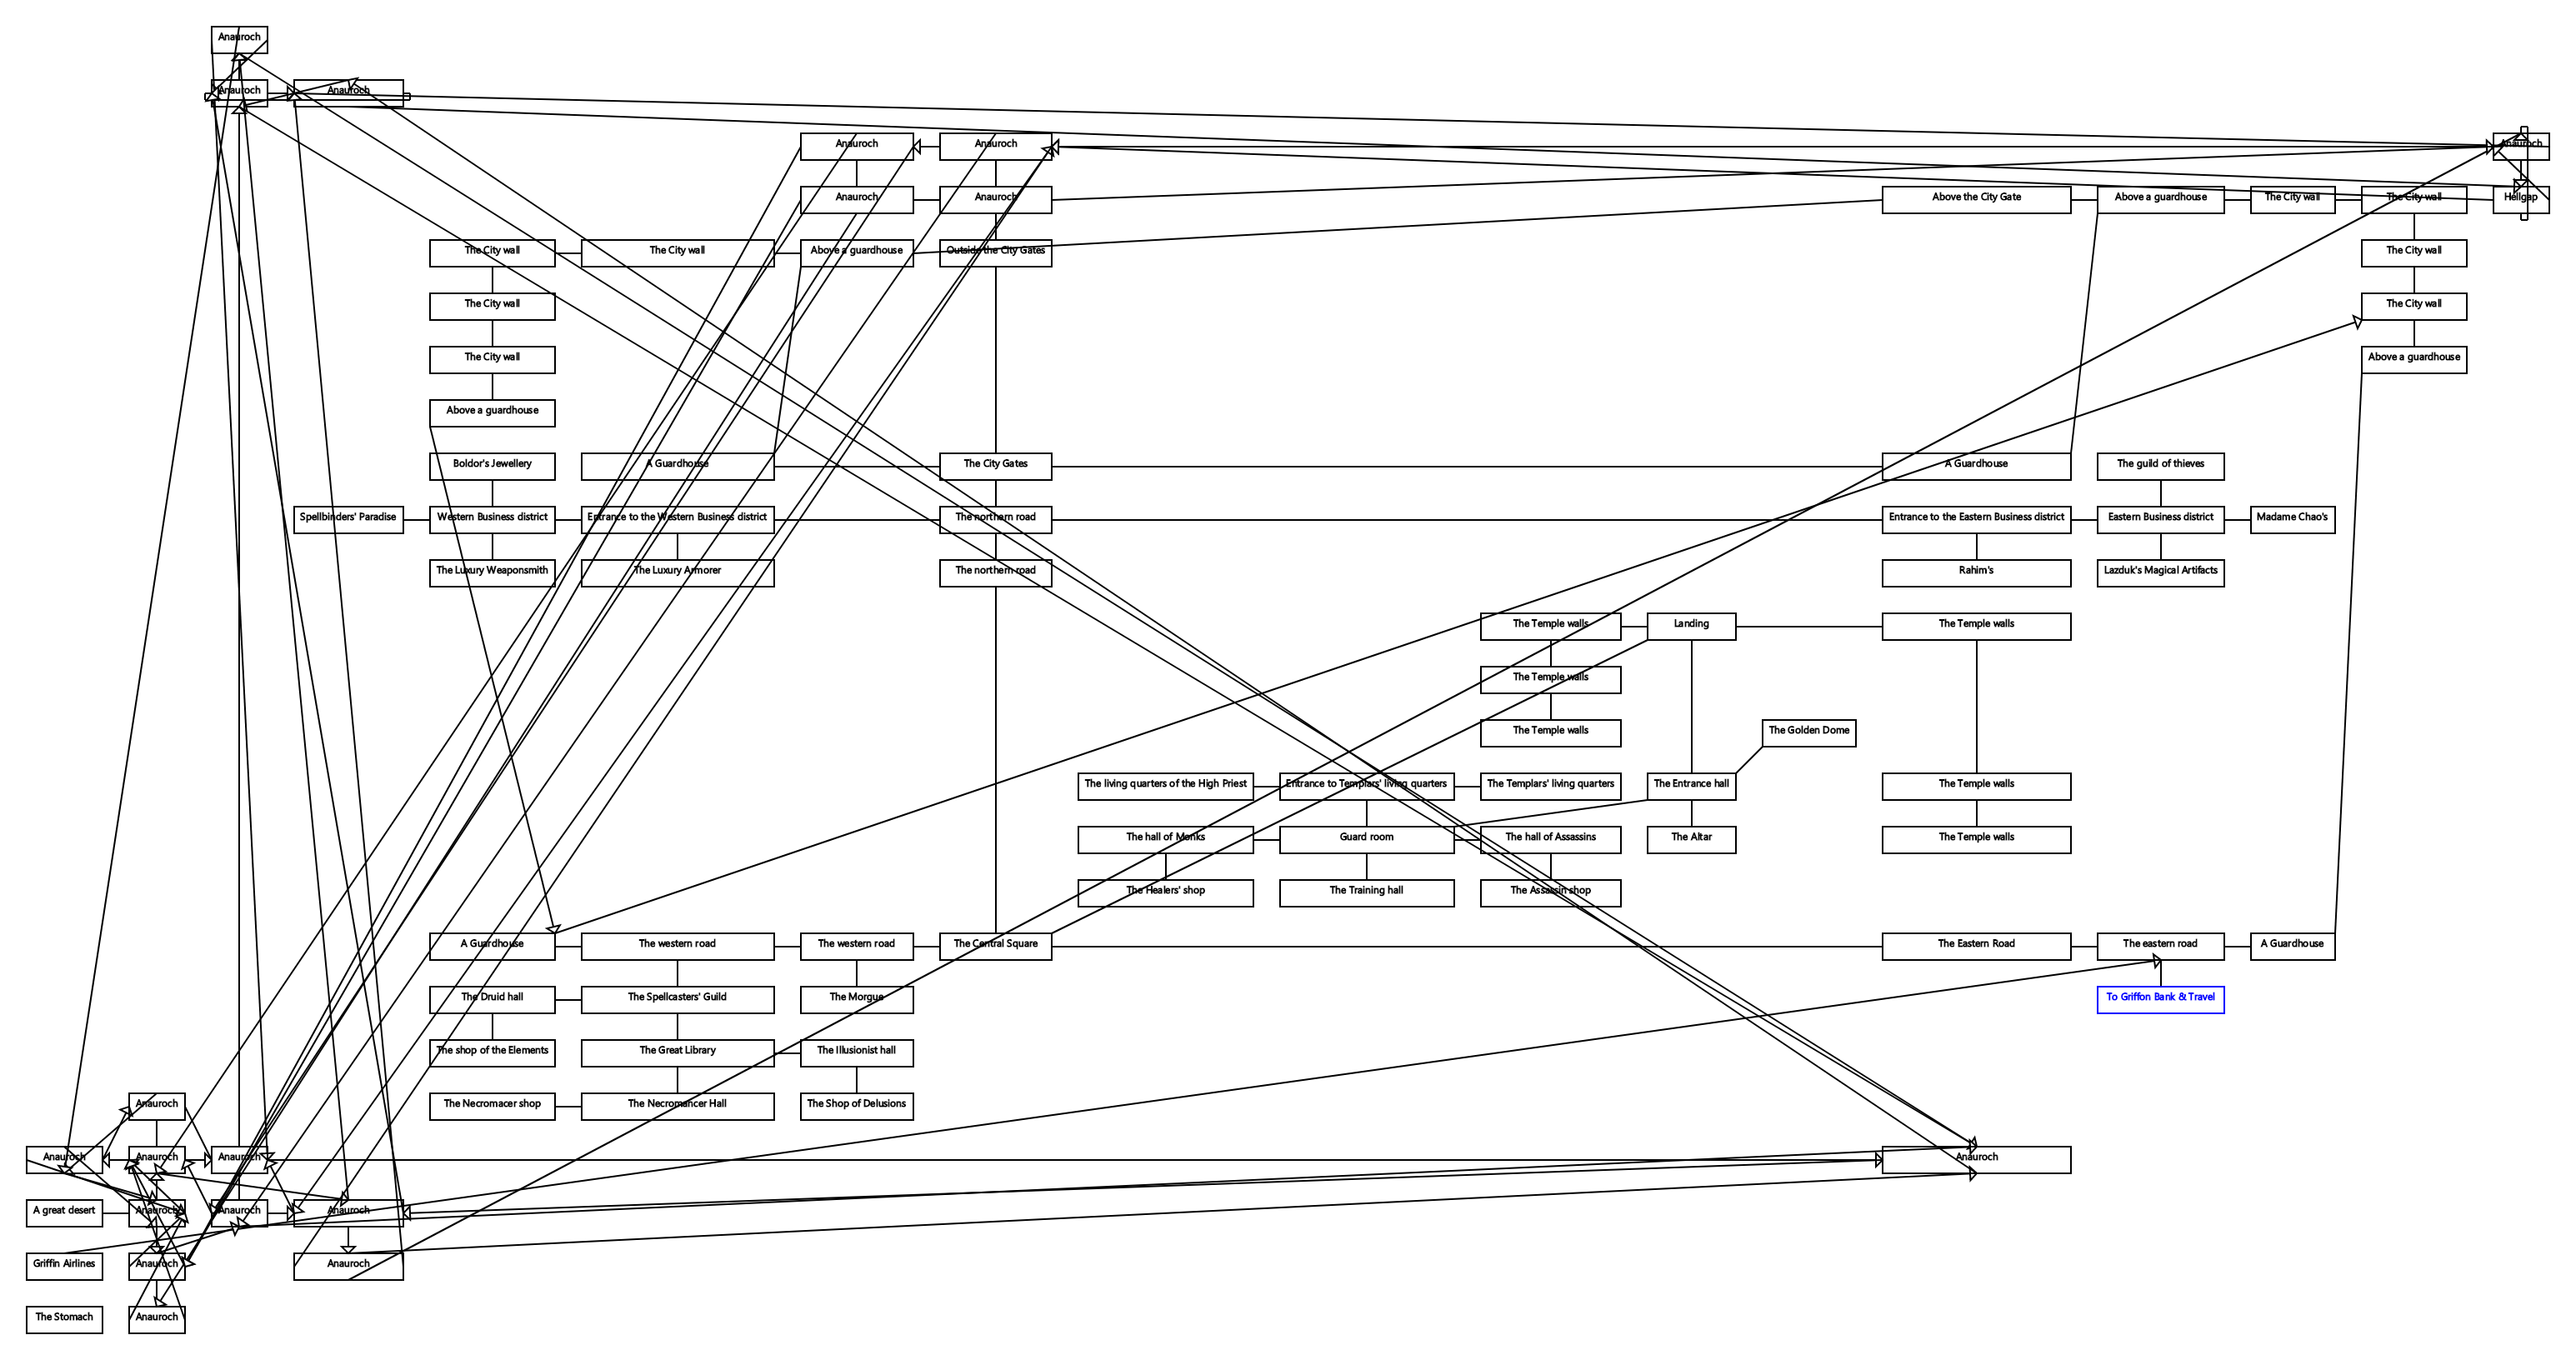 Anauroch
Anauroch Anauroch
Anauroch Anauroch Anauroch
Anauroch Anauroch Above the City Gate Above a guardhouse The City wall The City wall Hellgap
The City wall The City wall Above a guardhouse Outside the City Gates The City wall
The City wall The City wall
The City wall Above a guardhouse
Above a guardhouse
Boldor's Jewellery A Guardhouse The City Gates A Guardhouse The guild of thieves
Spellbinders' Paradise Western Business district Entrance to the Western Business district The northern road Entrance to the Eastern Business district Eastern Business district Madame Chao's
The Luxury Weaponsmith The Luxury Armorer The northern road Rahim's Lazduk's Magical Artifacts
The Temple walls Landing The Temple walls
The Temple walls
The Temple walls The Golden Dome
The living quarters of the High Priest Entrance to Templars' living quarters The Templars' living quarters The Entrance hall The Temple walls
The hall of Monks Guard room The hall of Assassins The Altar The Temple walls
The Healers' shop The Training hall The Assassin shop
A Guardhouse The western road The western road The Central Square The Eastern Road The eastern road A Guardhouse
The Druid hall The Spellcasters' Guild The Morgue To Griffon Bank & Travel
The shop of the Elements The Great Library The Illusionist hall
Anauroch The Necromacer shop The Necromancer Hall The Shop of Delusions
Anauroch Anauroch Anauroch Anauroch
A great desert Anauroch Anauroch Anauroch
Griffin Airlines Anauroch Anauroch
The Stomach Anauroch